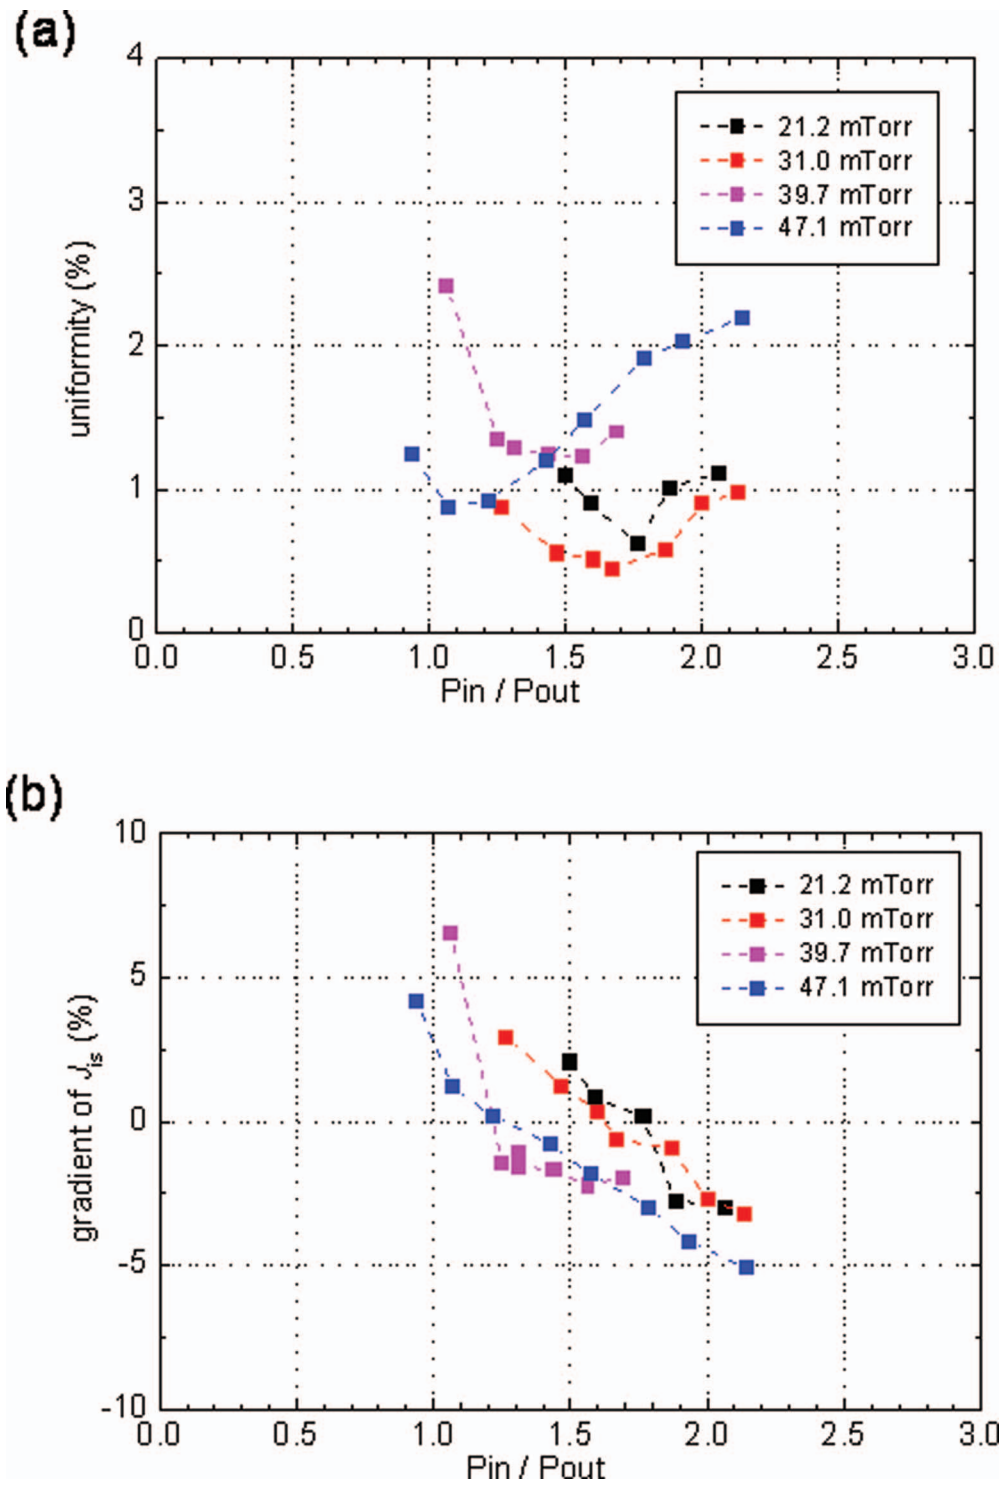 (a)
4
3
2
1
0
uniformity (%)
21.2 mTorr
31.0 mTorr
39.7 mTorr
47.1 mTorr
0.0 0.5 1.0 1.5 2.0 2.5 3.0
Pin / Pout
(b)
10
5
0
-5
-10
gradient of Jis (%)
21.2 mTorr
31.0 mTorr
39.7 mTorr
47.1 mTorr
0.0 0.5 1.0 1.5 2.0 2.5 3.0
Pin / Pout